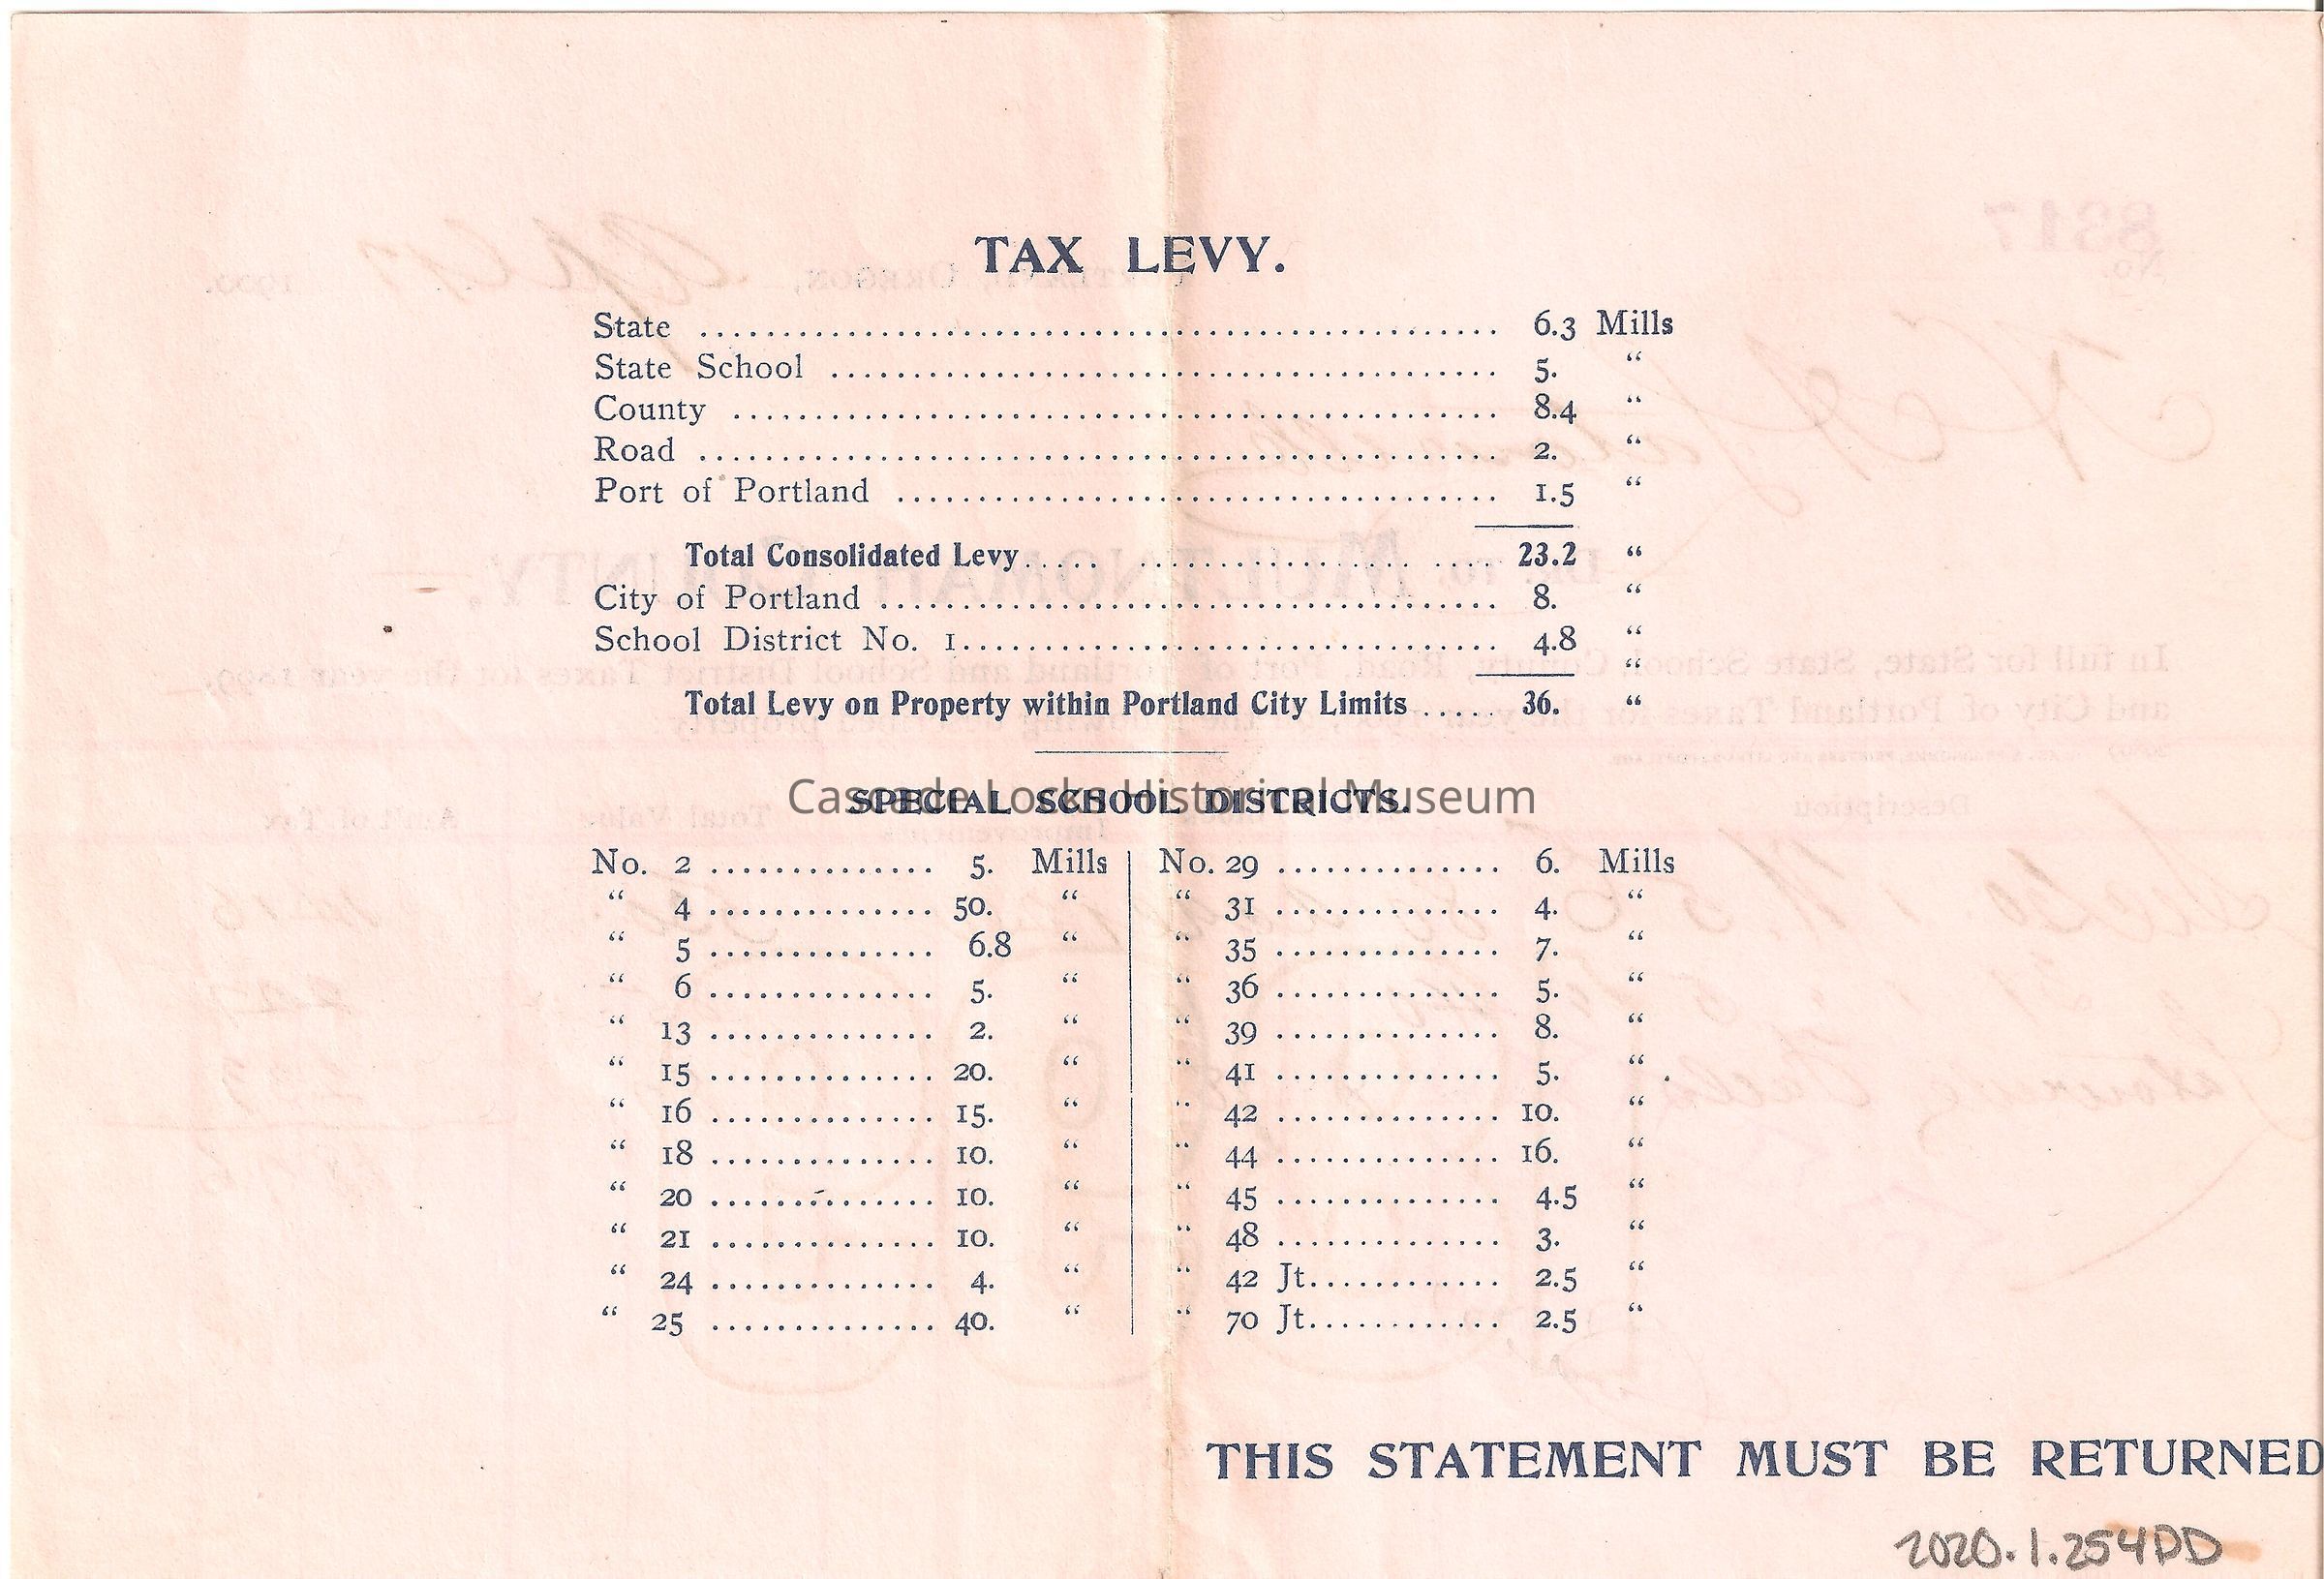 TAX LEVY.
State ................................................ 6.3 Mills
State School ........................................ 5. "
County .............................................. 8.4 "
Road ................................................ 2. "
Port of Portland .................................... 1.5 "
Total Consolidated Levy..... ................. .... 23.2 "
City of Portland ..................................... 8. "
School District No. 1................................. 4.8 "
"
Total Levy on Property within Portland City Limits ..... 36. "
SPECIAL SCHOOL DISTRICTS.
Cascade Locks Historical Museum
No. 2 .............. 5. Mills No. 29 .............. 6. Mills
" 4 .............. 50. " " 31 .............. 4. "
" 5 .............. 6.8 " " 35 .............. 7. "
" 6 .............. 5. " " 36 .............. 5. "
" 13 .............. 2. " " 39 .............. 8. "
" 15 .............. 20. " " 41 .............. 5. "
" 16 .............. 15. " " 42 .............. 10. "
" 18 .............. 10. " " 44 .............. 16. "
" 20 .............. 10. " " 45 .............. 4.5 "
" 21 .............. 10. " " 48 .............. 3. "
" 24 .............. 4. " " 42 Jt............ 2.5 "
" 25 .............. 40. " " 70 Jt............ 2.5 "
THIS STATEMENT MUST BE RETURNED
2020.1.254DD